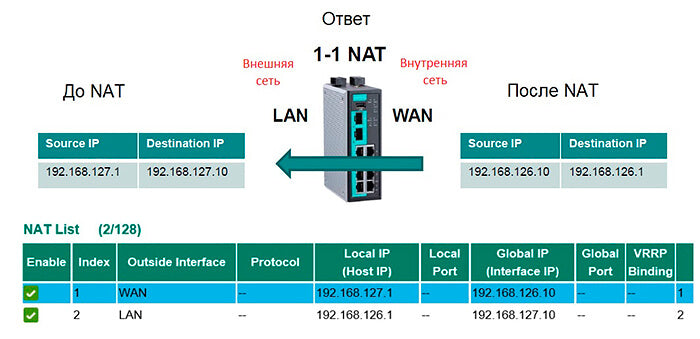 Ответ
1-1 NAT
Внешняя сеть
Внутренняя сеть
До NAT
После NAT
LAN
WAN
Source IP Destination IP
192.168.127.1 192.168.127.10
Source IP Destination IP
192.168.126.10 192.168.126.1
NAT List (2/128)
Enable Index Outside Interface Protocol Local IP (Host IP) Local Port Global IP (Interface IP) Global Port VRRP Binding
1 WAN -- 192.168.127.1 -- 192.168.126.10 -- -- 1
2 LAN -- 192.168.126.1 -- 192.168.127.10 -- -- 2